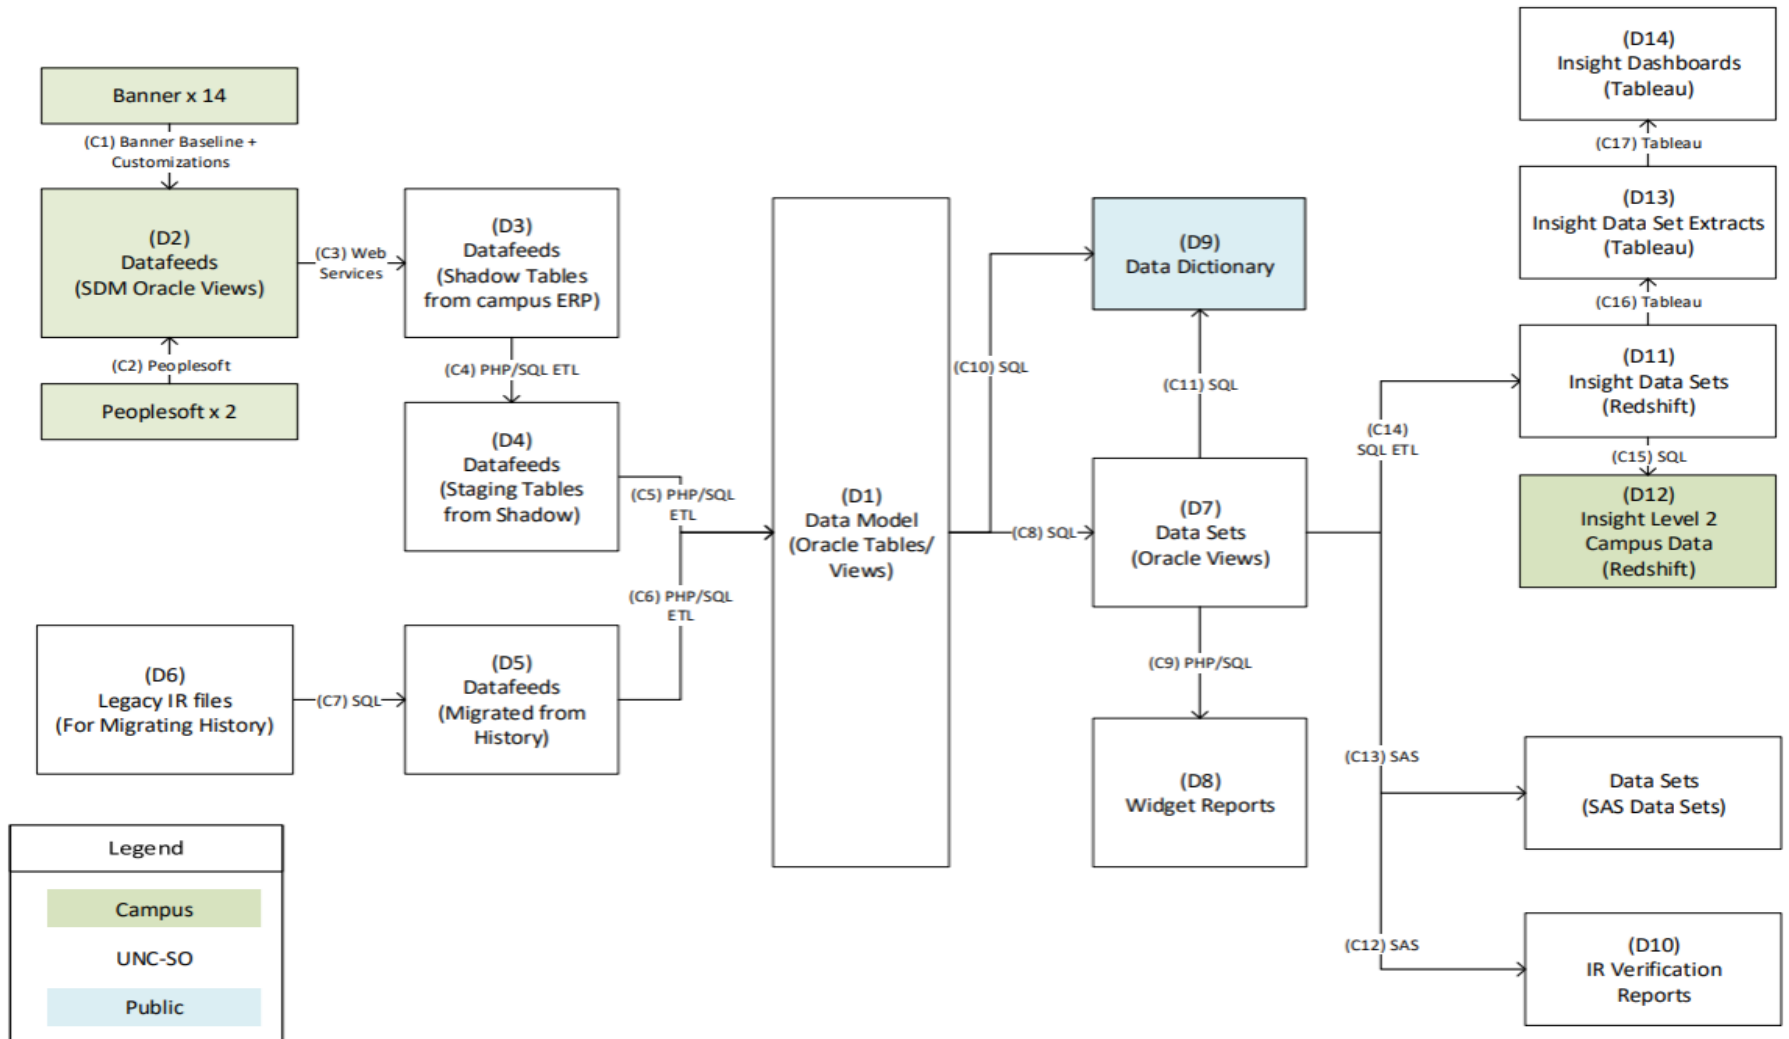 Banner x 14
(C1) Banner Baseline +
Customizations
(D2)
Datafeeds
(SDM Oracle Views)
(C2) Peoplesoft
Peoplesoft x 2
(C3) Web
Services
(D3)
Datafeeds
(Shadow Tables
from campus ERP)
(C4) PHP/SQL ETL
(D4)
Datafeeds
(Staging Tables
from Shadow)
(C5) PHP/SQL
ETL
(C6) PHP/SQL
ETL
(D6)
Legacy IR files
(For Migrating History)
(C7) SQL
(D5)
Datafeeds
(Migrated from
History)
(D1)
Data Model
(Oracle Tables/
Views)
(C10) SQL
(C8) SQL
(D9)
Data Dictionary
(C11) SQL
(D7)
Data Sets
(Oracle Views)
(C9) PHP/SQL
(D8)
Widget Reports
(C14)
SQL ETL
(C13) SAS
(C12) SAS
(D14)
Insight Dashboards
(Tableau)
(C17) Tableau
(D13)
Insight Data Set Extracts
(Tableau)
(C16) Tableau
(D11)
Insight Data Sets
(Redshift)
(C15) SQL
(D12)
Insight Level 2
Campus Data
(Redshift)
Data Sets
(SAS Data Sets)
(D10)
IR Verification
Reports
Legend
Campus
UNC-SO
Public